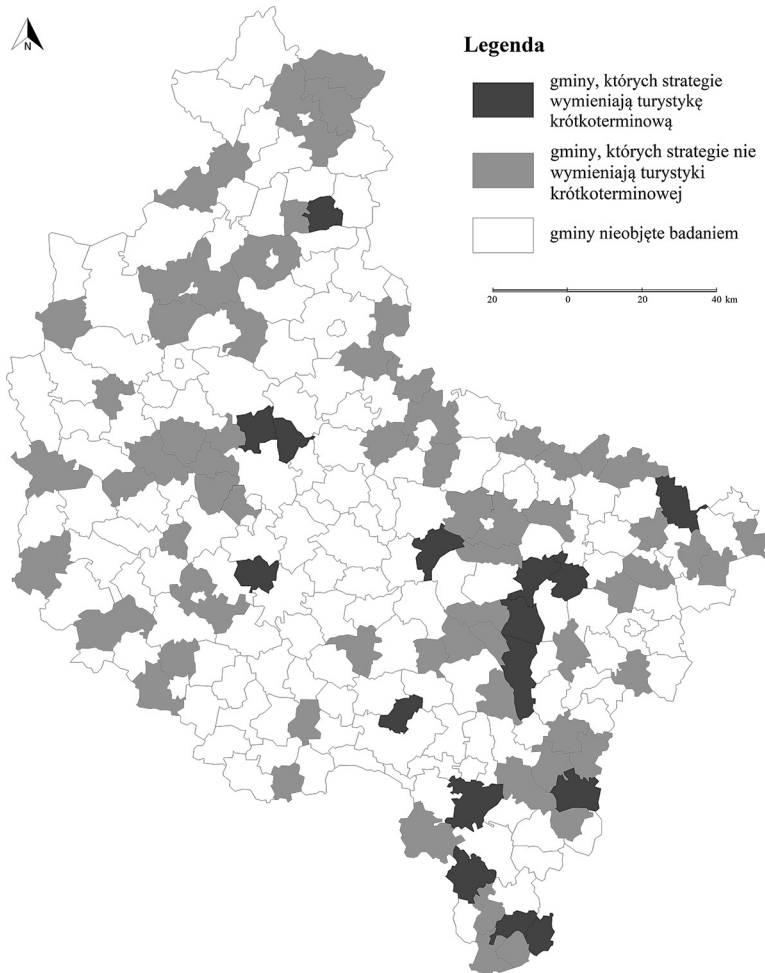 N
Legenda
gminy, których strategie
wymieniają turystykę
krótkoterminową
gminy, których strategie nie
wymieniają turystyki
krótkoterminowej
gminy nieobjęte badaniem
20 0 20 40 km